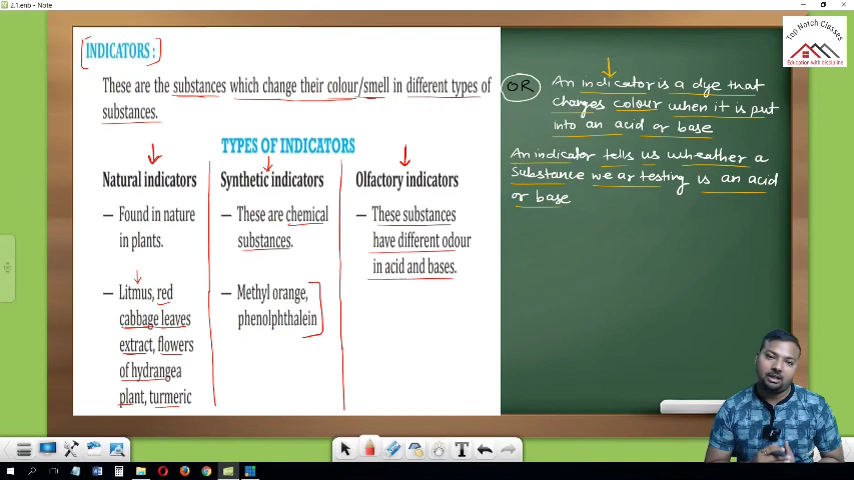 2.1.enb - Note
Top Notch Classes
Education with discipline
INDICATORS :
These are the substances which change their colour/smell in different types of
substances.
TYPES OF INDICATORS
Natural indicators
– Found in nature
in plants.
– Litmus, red
cabbage leaves
extract, flowers
of hydrangea
plant, turmeric
Synthetic indicators
– These are chemical
substances.
– Methyl orange,
phenolphthalein
Olfactory indicators
– These substances
have different odour
in acid and bases.
OR
An indicator is a dye that
changes colour when it is put
into an acid or base
An indicator tells us wheather a
Substance we ar testing is an acid
or base